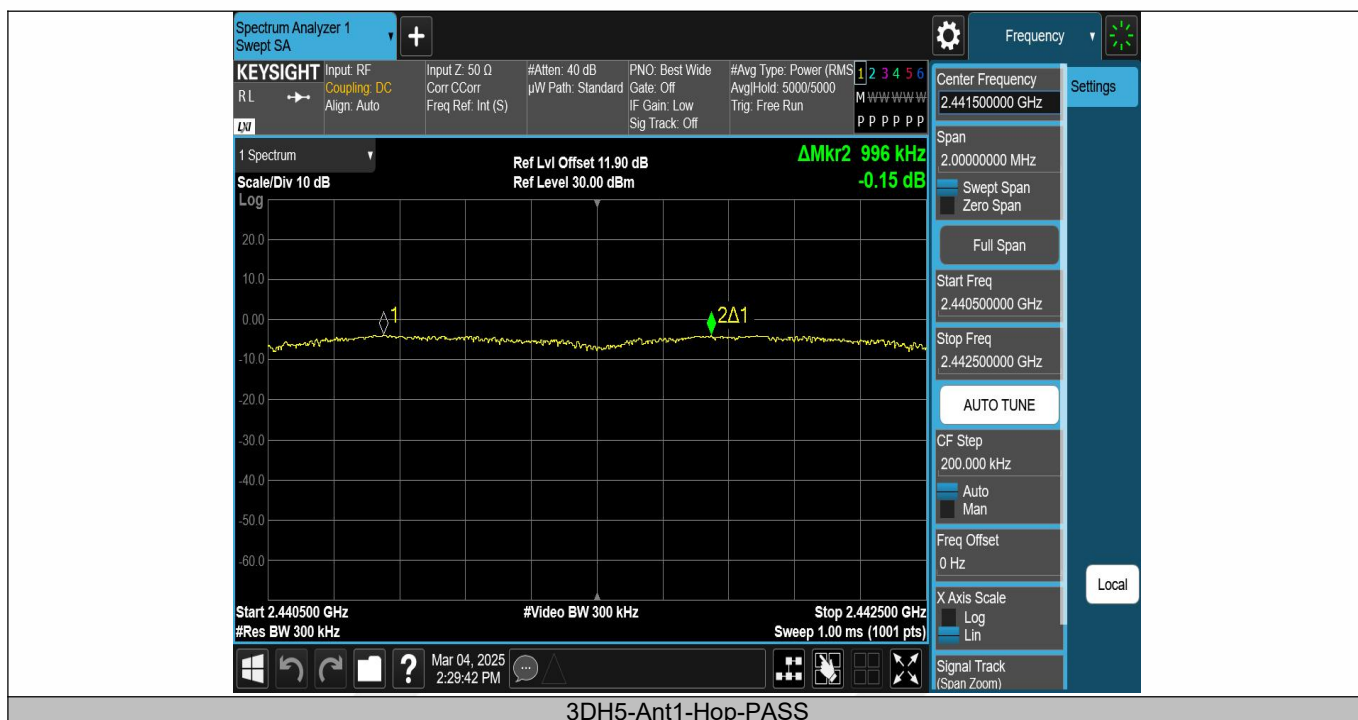 Spectrum Analyzer 1
Swept SA
+
Frequency
KEYSIGHT
RL
LXI
Input: RF
Coupling: DC
Align: Auto
Input Z: 50 Ω
Corr CCorr
Freq Ref: Int (S)
#Atten: 40 dB
µW Path: Standard
PNO: Best Wide
Gate: Off
IF Gain: Low
Sig Track: Off
#Avg Type: Power (RMS
Avg|Hold: 5000/5000
Trig: Free Run
1 2 3 4 5 6
M W W W W W
P P P P P P
1 Spectrum
Scale/Div 10 dB
Log
Ref Lvl Offset 11.90 dB
Ref Level 30.00 dBm
ΔMkr2 996 kHz
-0.15 dB
20.0
10.0
0.00
-10.0
-20.0
-30.0
-40.0
-50.0
-60.0
1
2Δ1
Start 2.440500 GHz
#Res BW 300 kHz
#Video BW 300 kHz
Stop 2.442500 GHz
Sweep 1.00 ms (1001 pts)
Center Frequency
2.441500000 GHz
Settings
Span
2.00000000 MHz
Swept Span
Zero Span
Full Span
Start Freq
2.440500000 GHz
Stop Freq
2.442500000 GHz
AUTO TUNE
CF Step
200.000 kHz
Auto
Man
Freq Offset
0 Hz
X Axis Scale
Log
Lin
Signal Track
(Span Zoom)
Local
?
Mar 04, 2025
2:29:42 PM
3DH5-Ant1-Hop-PASS